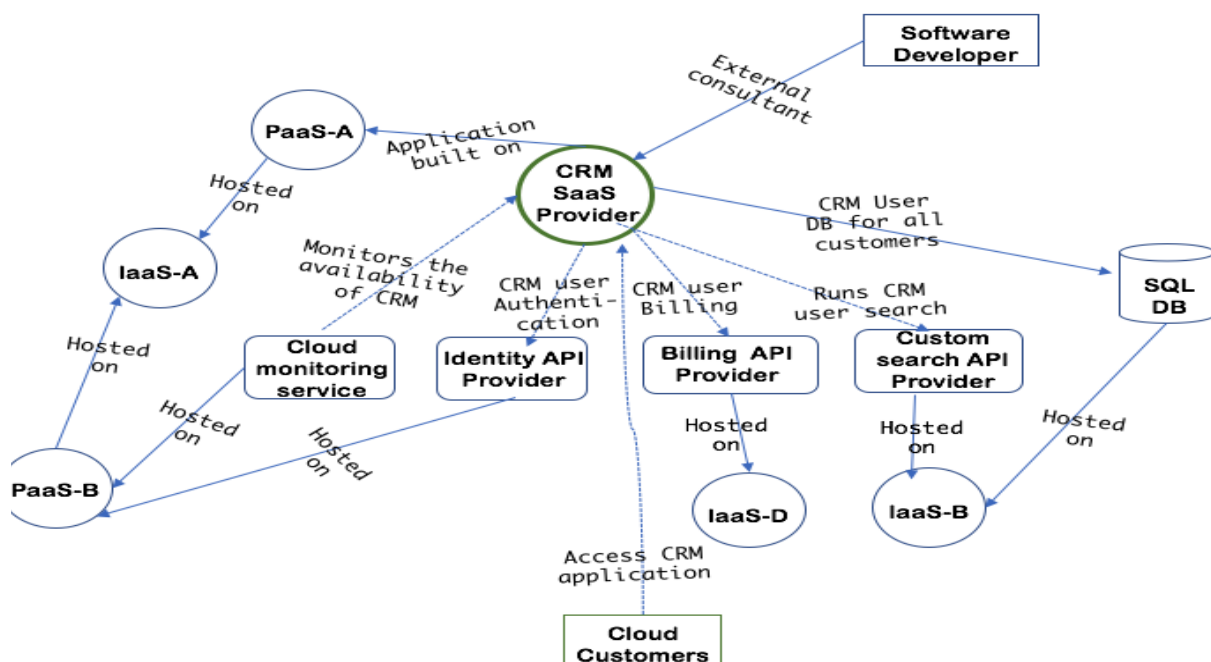 Software
Developer
External
consultant
PaaS-A
Application
built on
CRM
SaaS
Provider
Hosted
on
CRM User
DB for all
customers
IaaS-A
Monitors the
availability
of CRM
CRM user
Authenti-
cation
CRM user
Billing
Runs CRM
user search
SQL
DB
Hosted
on
Cloud
monitoring
service
Identity API
Provider
Billing API
Provider
Custom
search API
Provider
Hosted
on
Hosted
on
Hosted
on
Hosted
on
Hosted
on
PaaS-B
IaaS-D
IaaS-B
Access CRM
application
Cloud
Customers